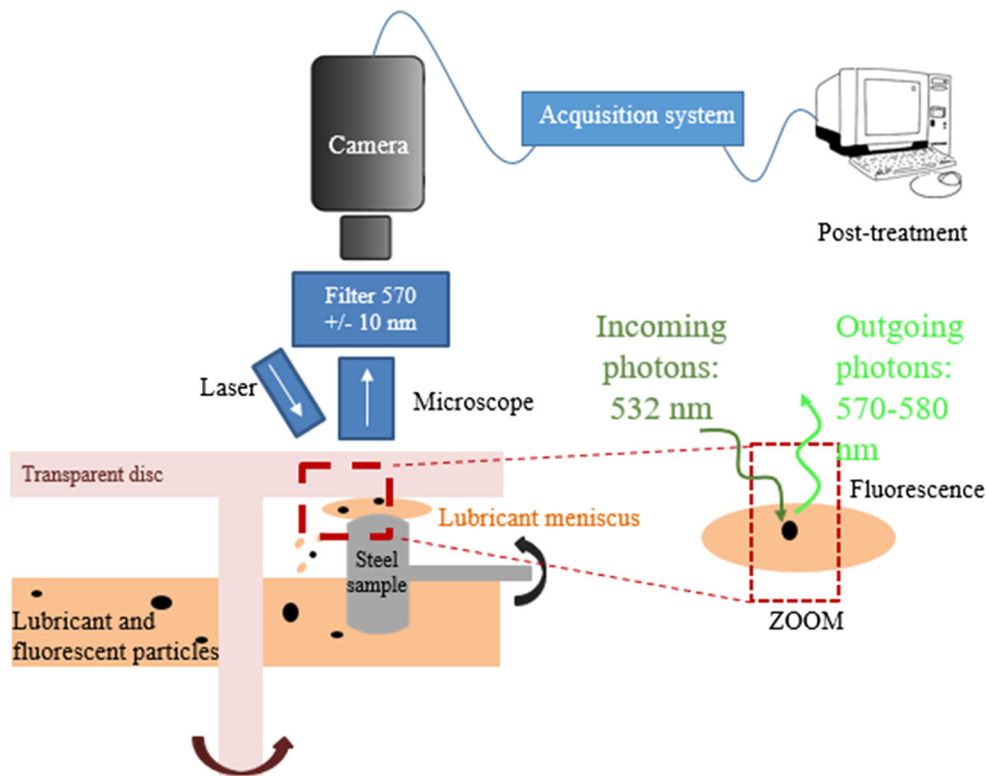 Camera
Acquisition system
Post-treatment
Filter 570
+/- 10 nm
Laser
Microscope
Incoming
photons:
532 nm
Outgoing
photons:
570-580
nm
Transparent disc
Fluorescence
Lubricant meniscus
Steel
sample
Lubricant and
fluorescent particles
ZOOM